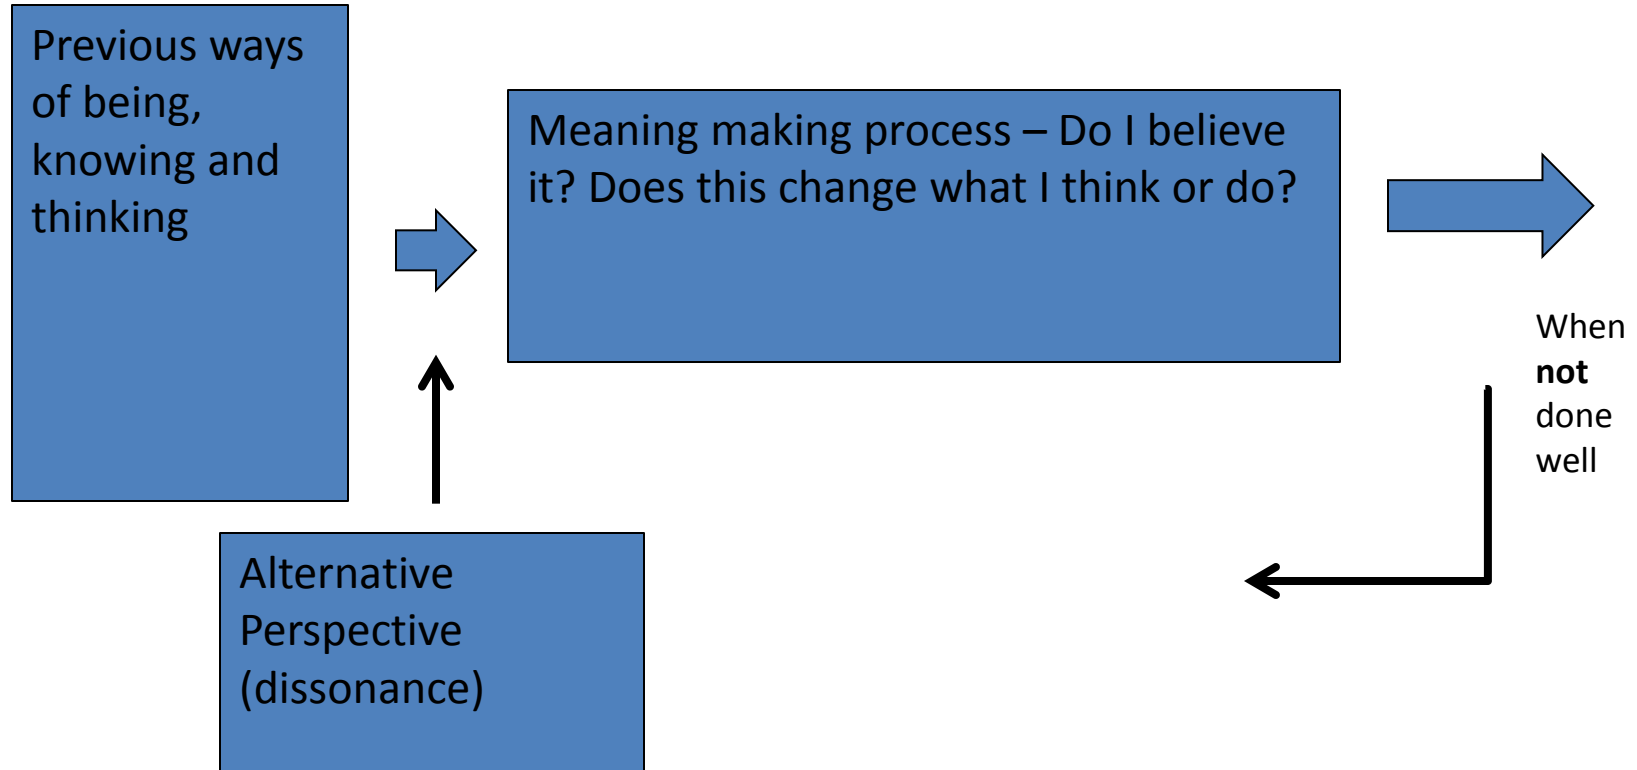 Previous ways
of being,
knowing and
thinking
Meaning making process – Do I believe
it? Does this change what I think or do?
When
not
done
well
Alternative
Perspective
(dissonance)